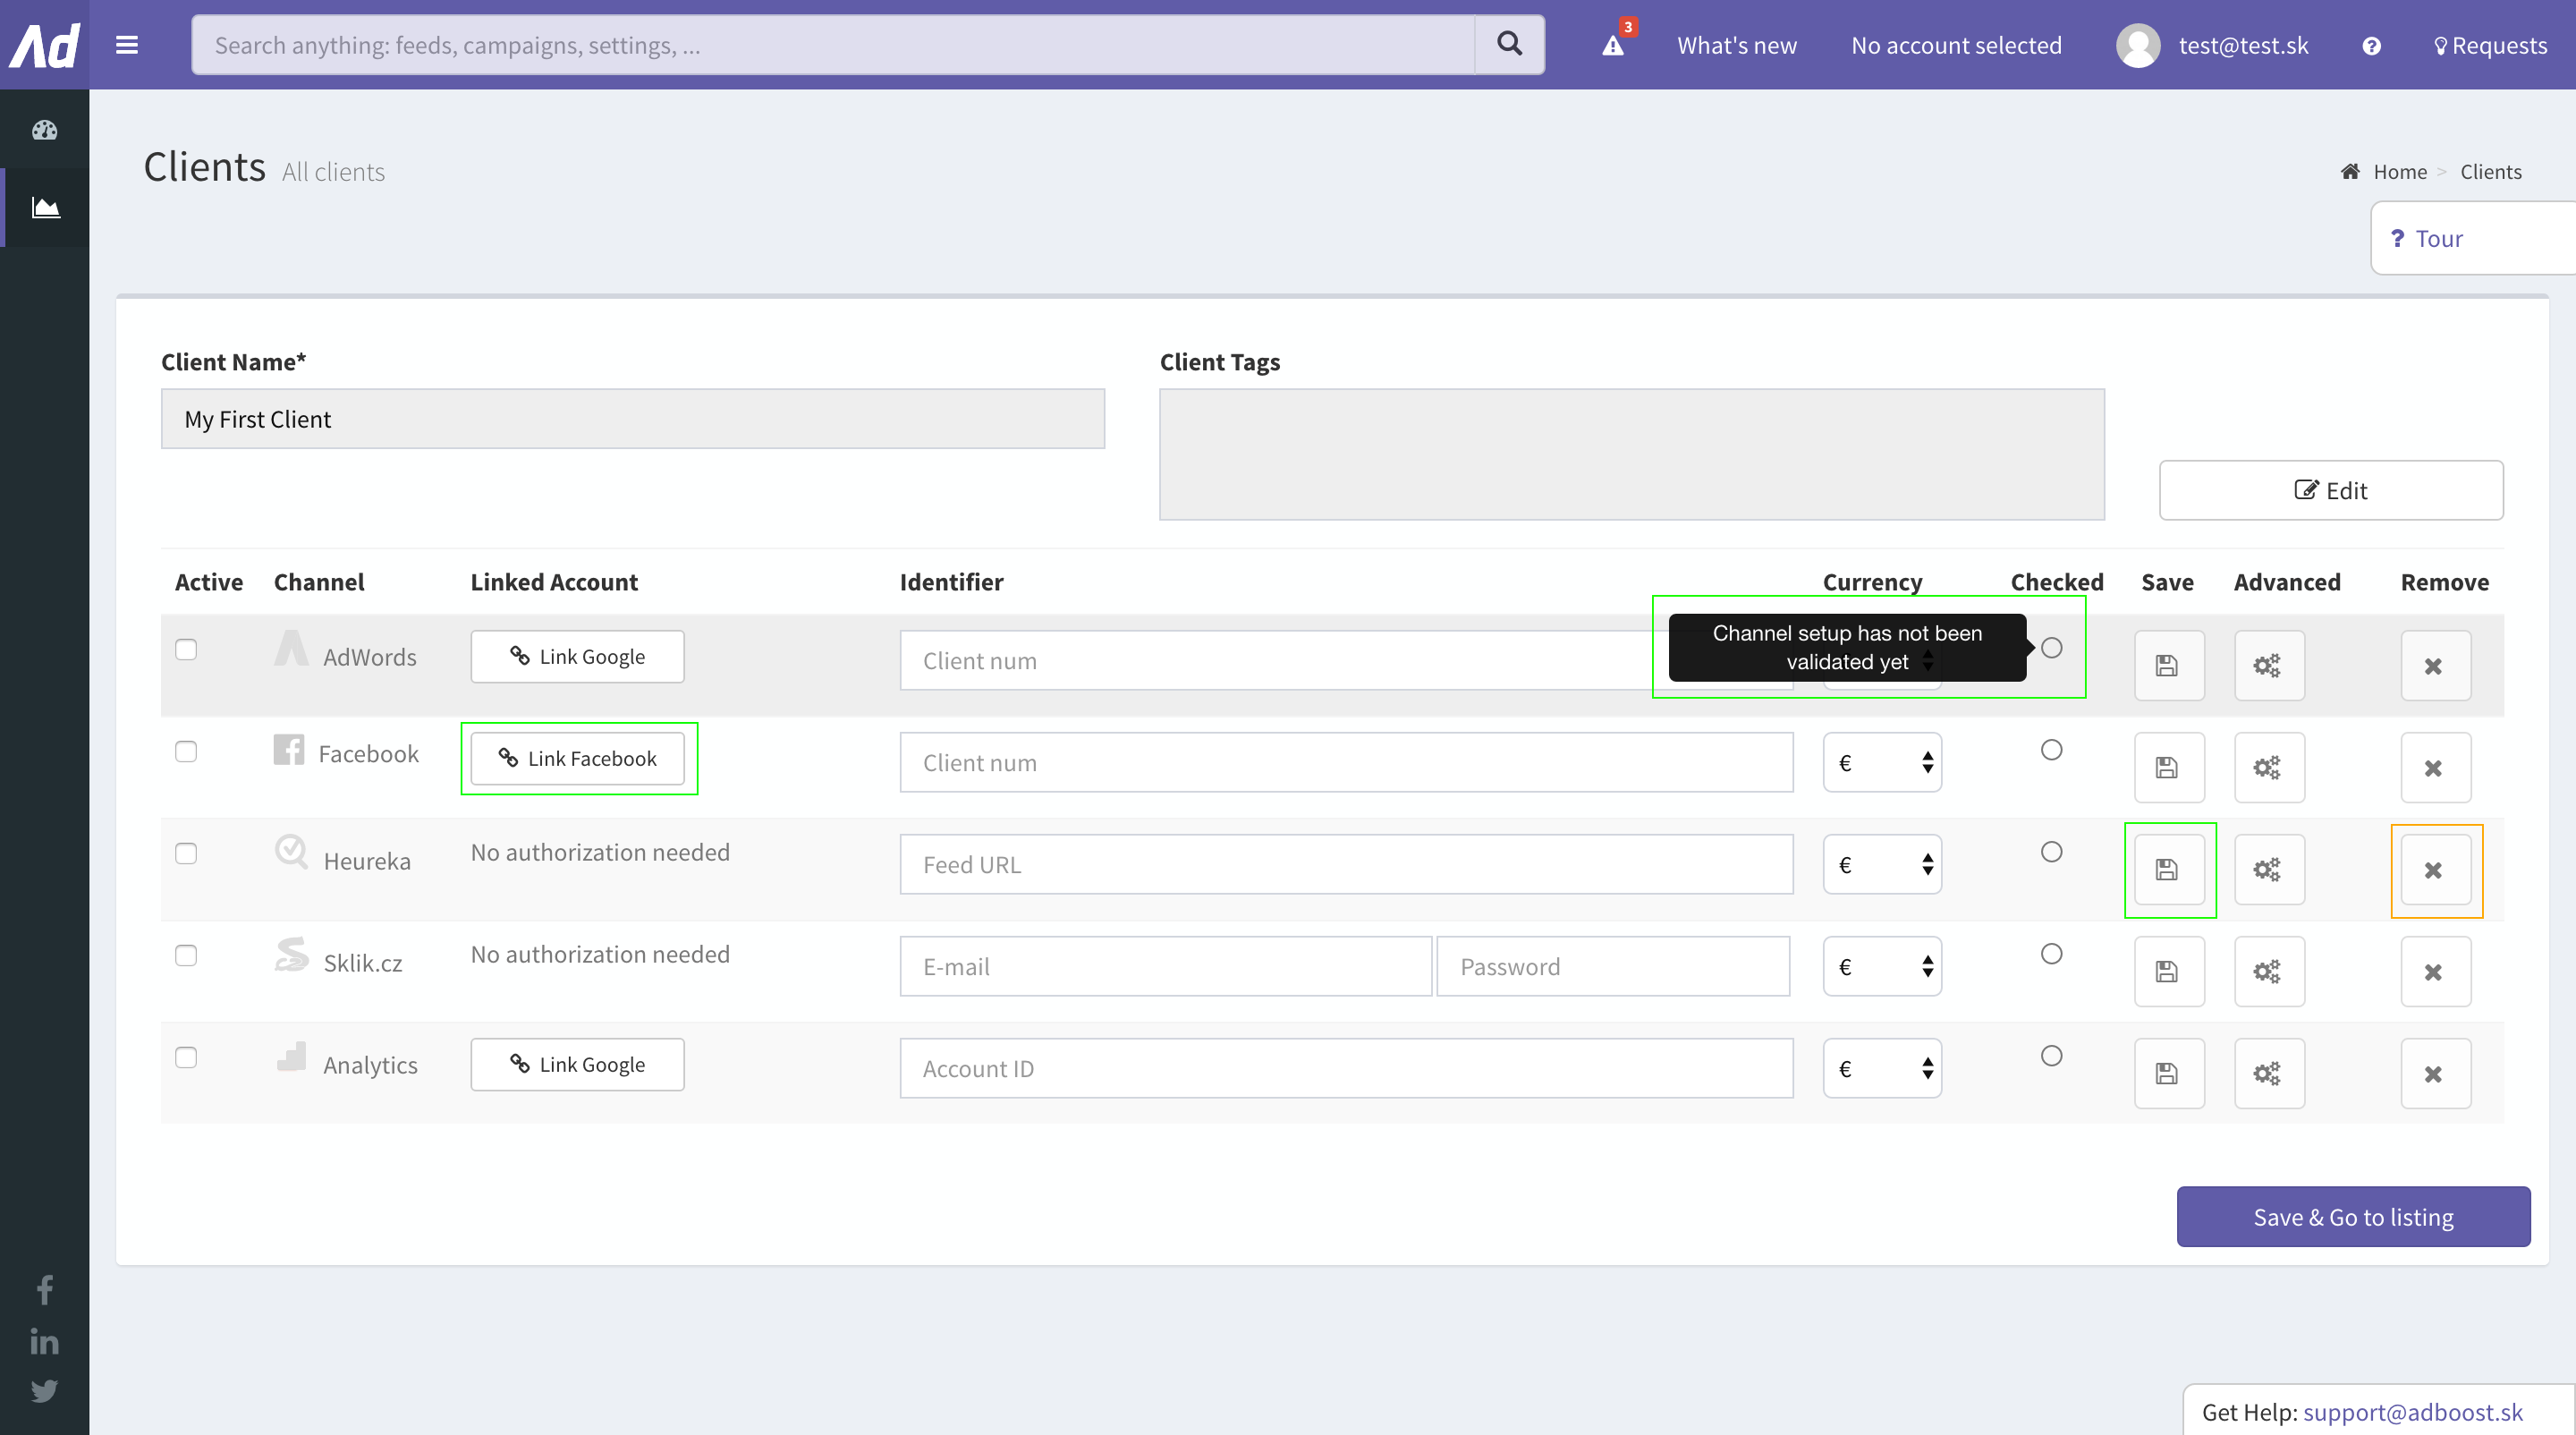 Ad
Search anything: feeds, campaigns, settings, ...
3
What's new
No account selected
test@test.sk
Requests
Clients All clients
Home > Clients
? Tour
Client Name*
Client Tags
My First Client
Edit
Active Channel Linked Account Identifier Currency Checked Save Advanced Remove
AdWords Link Google Client num
Channel setup has not been
validated yet
Facebook Link Facebook Client num €
Heureka No authorization needed Feed URL €
Sklik.cz No authorization needed E-mail Password €
Analytics Link Google Account ID €
Save & Go to listing
Get Help: support@adboost.sk